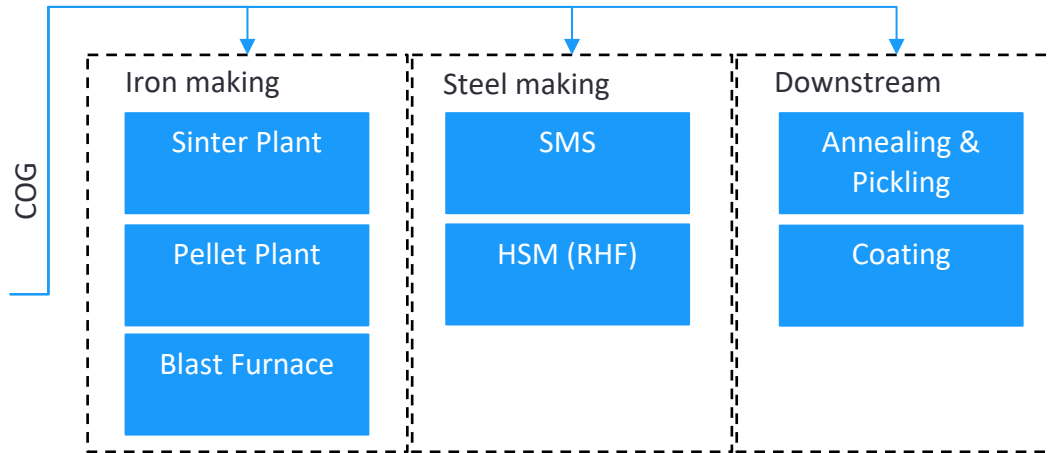 COG
Iron making
Sinter Plant
Pellet Plant
Blast Furnace
Steel making
SMS
HSM (RHF)
Downstream
Annealing &
Pickling
Coating